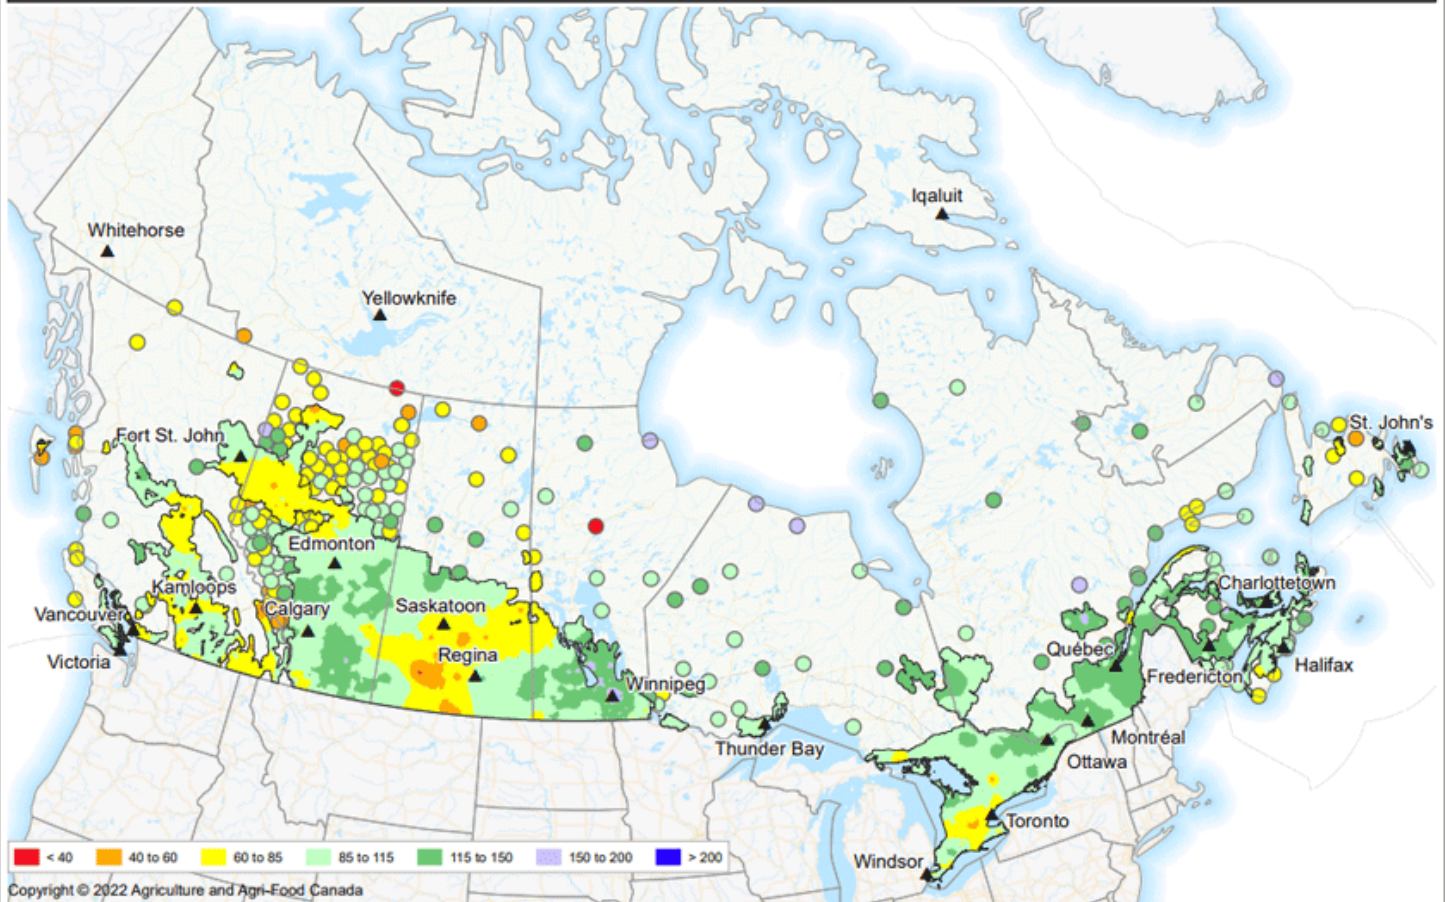 Iqaluit
Whitehorse
Yellowknife
Fort St. John
St. John's
Edmonton
Kamloops
Calgary
Saskatoon
Charlottetown
Vancouver
Victoria
Regina
Québec
Halifax
Winnipeg
Fredericton
Thunder Bay
Montréal
Ottawa
Toronto
Windsor
< 40 40 to 60 60 to 85 85 to 115 115 to 150 150 to 200 > 200
Copyright © 2022 Agriculture and Agri-Food Canada